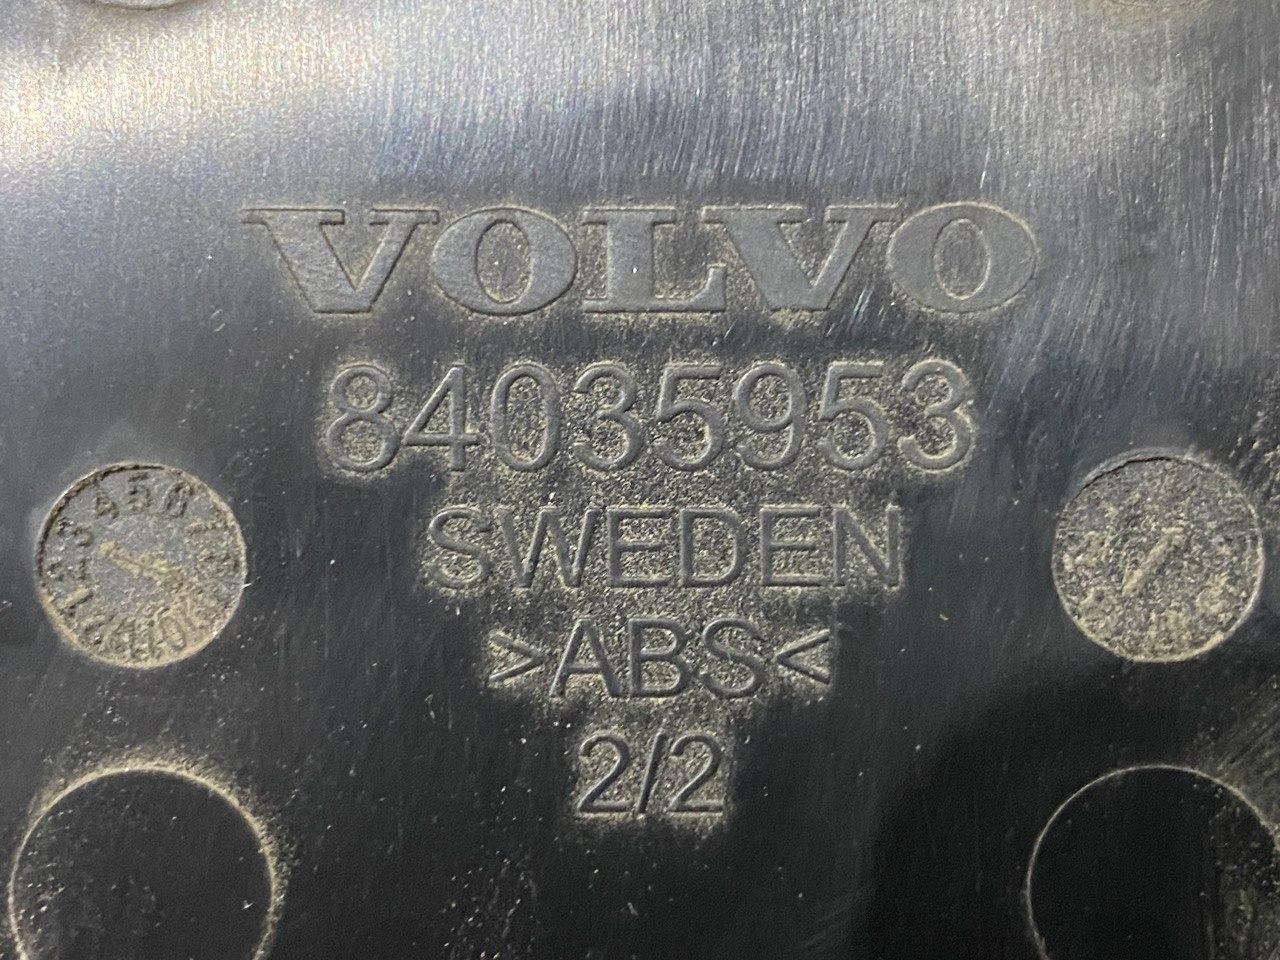 VOLVO
84035953
SWEDEN
>ABS<
2/2